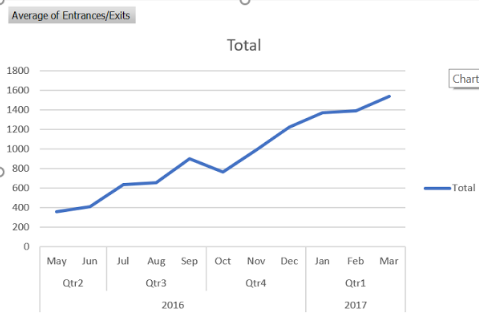 Average of Entrances/Exits
Total
1800
1600
1400
1200
1000
800
600
400
200
0
Chart
Total
May Jun Jul Aug Sep Oct Nov Dec Jan Feb Mar
Qtr2 Qtr3 Qtr4 Qtr1
2016 2017